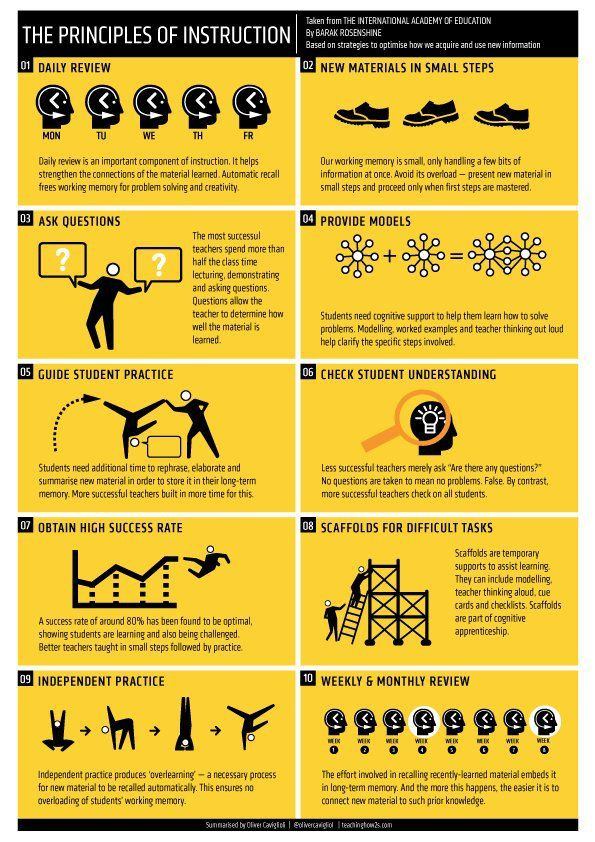 THE PRINCIPLES OF INSTRUCTION
Taken from THE INTERNATIONAL ACADEMY OF EDUCATION
By BARAK ROSENSHINE
Based on strategies to optimise how we acquire and use new information
01 DAILY REVIEW
MON TU WE TH FR
Daily review is an important component of instruction. It helps
strengthen the connections of the material learned. Automatic recall
frees working memory for problem solving and creativity.
02 NEW MATERIALS IN SMALL STEPS
Our working memory is small, only handling a few bits of
information at once. Avoid its overload — present new material in
small steps and proceed only when first steps are mastered.
03 ASK QUESTIONS
? ?
The most successful
teachers spend more than
half the class time
lecturing, demonstrating
and asking questions.
Questions allow the
teacher to determine how
well the material is
learned.
04 PROVIDE MODELS
+ =
Students need cognitive support to help them learn how to solve
problems. Modelling, worked examples and teacher thinking out loud
help clarify the specific steps involved.
05 GUIDE STUDENT PRACTICE
Students need additional time to rephrase, elaborate and
summarise new material in order to store it in their long-term
memory. More successful teachers built in more time for this.
06 CHECK STUDENT UNDERSTANDING
Less successful teachers merely ask "Are there any questions?"
No questions are taken to mean no problems. False. By contrast,
more successful teachers check on all students.
07 OBTAIN HIGH SUCCESS RATE
A success rate of around 80% has been found to be optimal,
showing students are learning and also being challenged.
Better teachers taught in small steps followed by practice.
08 SCAFFOLDS FOR DIFFICULT TASKS
Scaffolds are temporary
supports to assist learning.
They can include modelling,
teacher thinking aloud, cue
cards and checklists. Scaffolds
are part of cognitive
apprenticeship.
09 INDEPENDENT PRACTICE
Independent practice produces 'overlearning' — a necessary process
for new material to be recalled automatically. This ensures no
overloading of students' working memory.
10 WEEKLY & MONTHLY REVIEW
WEEK WEEK WEEK WEEK WEEK WEEK WEEK WEEK
1 2 3 4 5 6 7 8
The effort involved in recalling recently-learned material embeds it
in long-term memory. And the more this happens, the easier it is to
connect new material to such prior knowledge.
Summarised by Oliver Caviglioli | @olivercavigliol | teachinghow2s.com